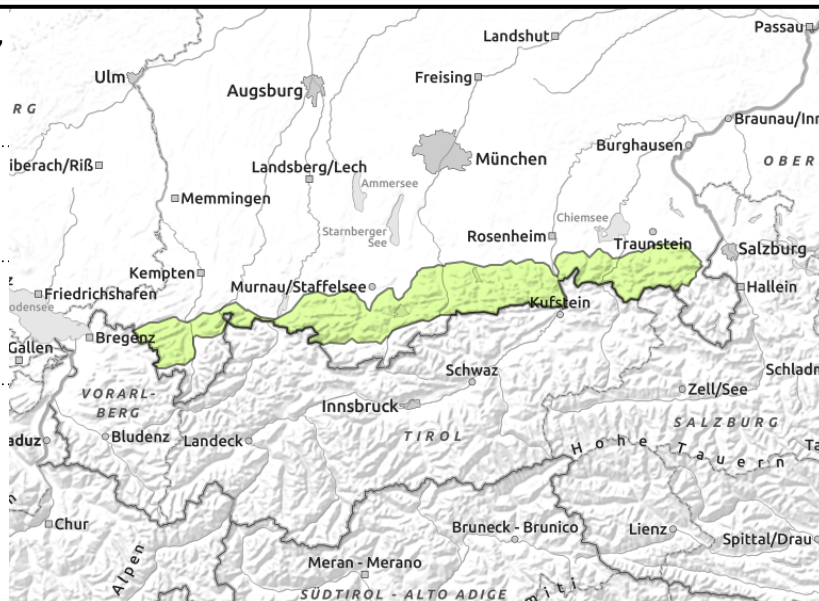 Passau
Landshut
Ulm
Freising
Augsburg
RG
Braunau/Inn
Burghausen
iberach/Riß
München
OBER
Landsberg/Lech
Ammersee
Memmingen
Chiemsee
Starnberger
See
Rosenheim
Traunstein
Salzburg
Kempten
Murnau/Staffelsee
Hallein
Friedrichshafen
odensee
Kufstein
Bregenz
Gallen
Schwaz
Schladm
Zell/See
VORARL-
BERG
Innsbruck
SALZBURG
aduz
Bludenz
Landeck
TIROL
Hohe Tauern
Ta
Chur
Bruneck - Brunico
Lienz
Spittal/Drau
Alpen
Meran - Merano
miti
SÜDTIROL - ALTO ADIGE